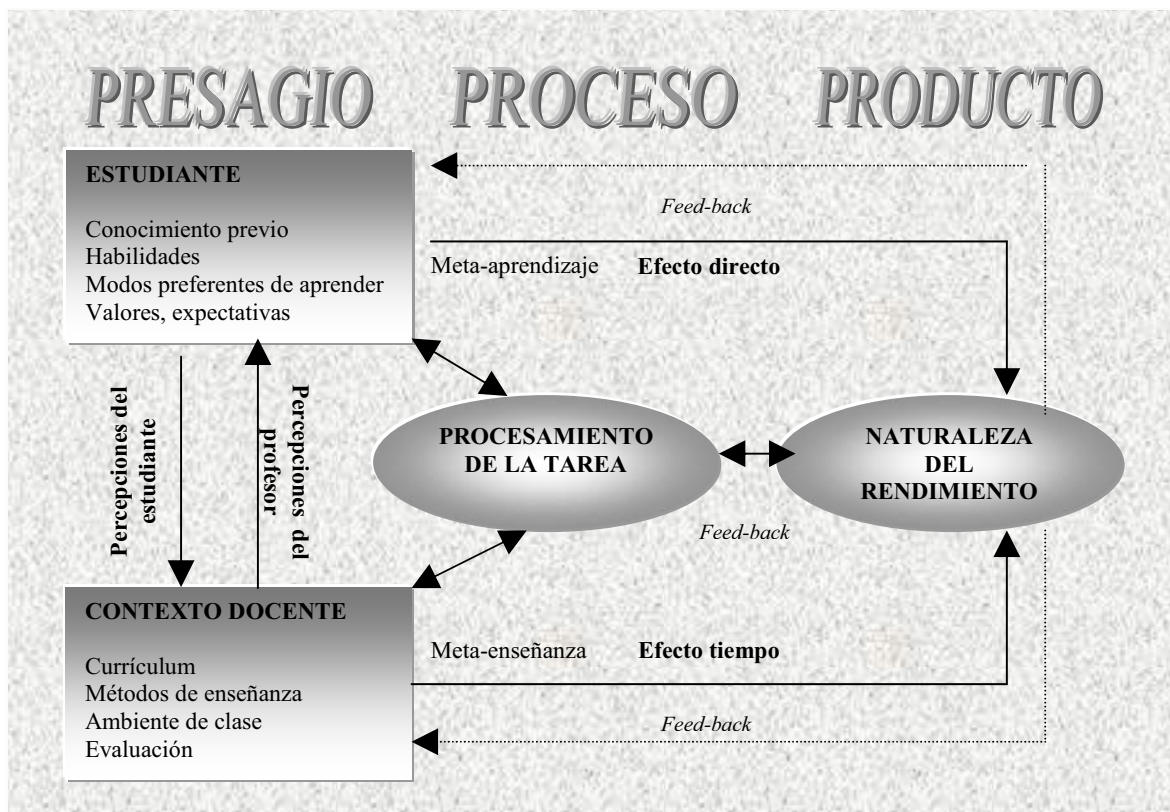 PRESAGIO PROCESO PRODUCTO
ESTUDIANTE
Conocimiento previo
Habilidades
Modos preferentes de aprender
Valores, expectativas
Feed-back
Meta-aprendizaje Efecto directo
Percepciones del
estudiante
Percepciones del
profesor
PROCESAMIENTO
DE LA TAREA
NATURALEZA
DEL
RENDIMIENTO
Feed-back
CONTEXTO DOCENTE
Currículum
Métodos de enseñanza
Ambiente de clase
Evaluación
Meta-enseñanza Efecto tiempo
Feed-back